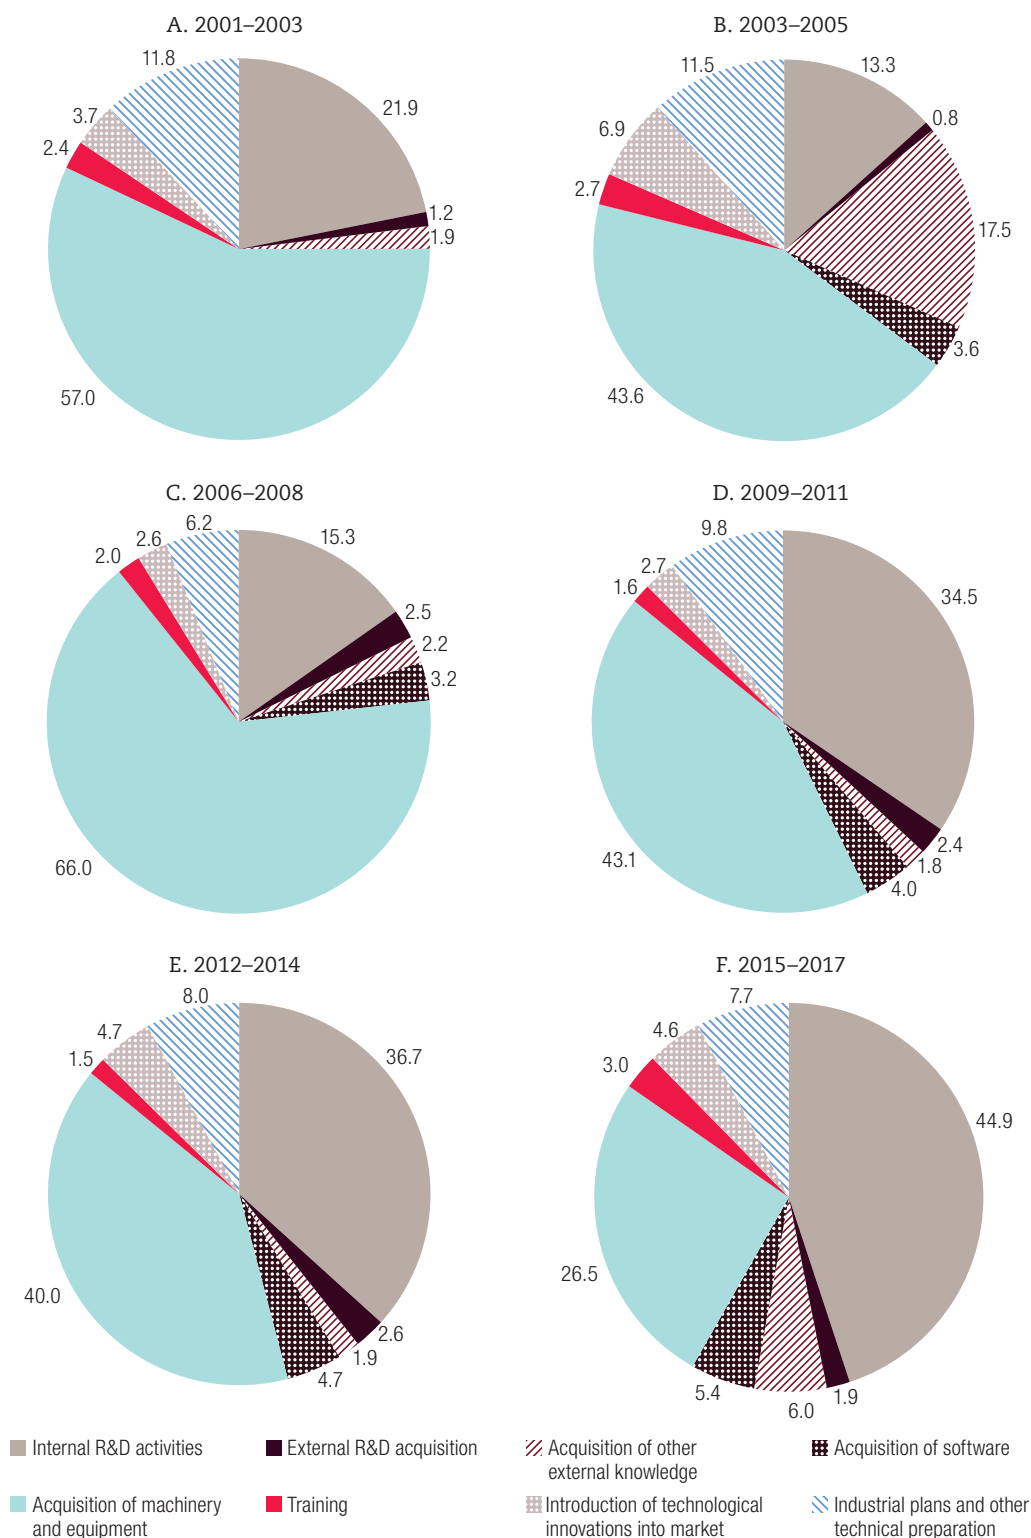 A. 2001–2003
11.8
21.9
3.7
2.4
1.2
1.9
57.0
B. 2003–2005
11.5
13.3
0.8
6.9
2.7
17.5
3.6
43.6
C. 2006–2008
6.2
15.3
2.6
2.0
2.5
2.2
3.2
66.0
D. 2009–2011
9.8
34.5
2.7
1.6
2.4
1.8
4.0
43.1
E. 2012–2014
8.0
36.7
4.7
1.5
40.0
2.6
1.9
4.7
F. 2015–2017
7.7
4.6
3.0
44.9
26.5
1.9
6.0
5.4
Internal R&D activities
External R&D acquisition
Acquisition of other
external knowledge
Acquisition of software
Acquisition of machinery
and equipment
Training
Introduction of technological
innovations into market
Industrial plans and other
technical preparation